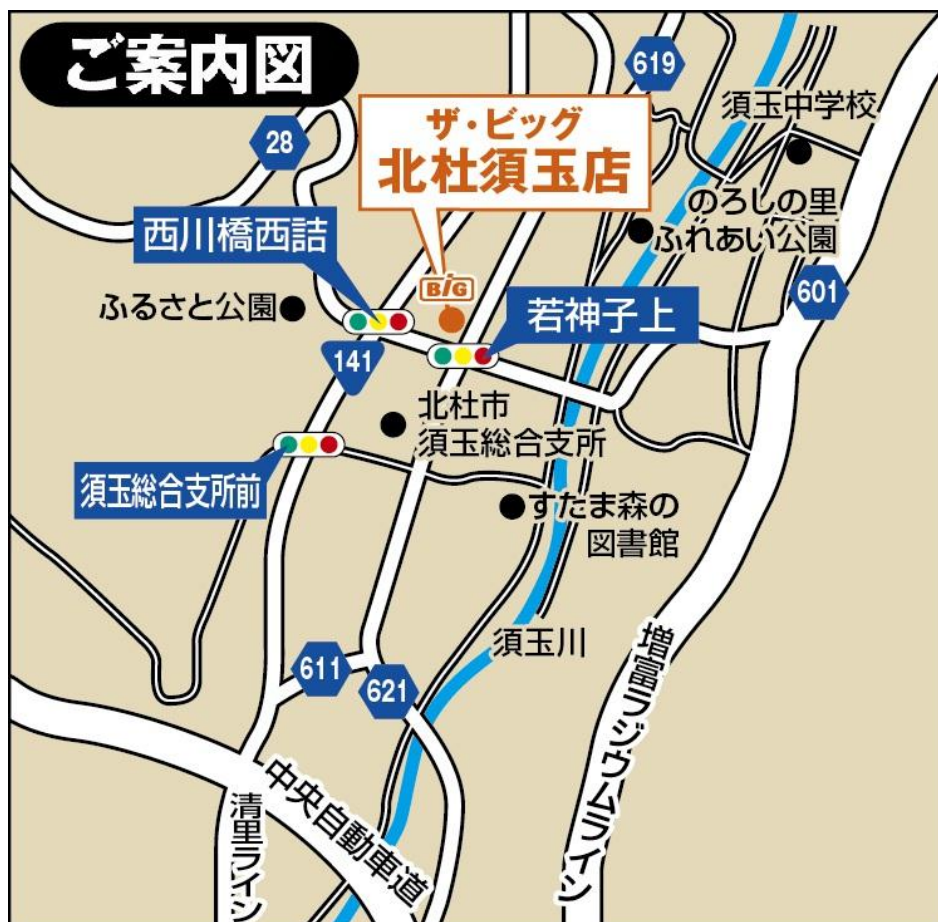 ご案内図
619
28
ザ・ビッグ
北杜須玉店
須玉中学校
のろしの里
ふれあい公園
西川橋西詰
BiG
601
ふるさと公園
若神子上
141
北杜市
須玉総合支所
須玉総合支所前
すたま森の
図書館
須玉川
611
621
増富ラジウムライン
中央自動車道
清里ライン